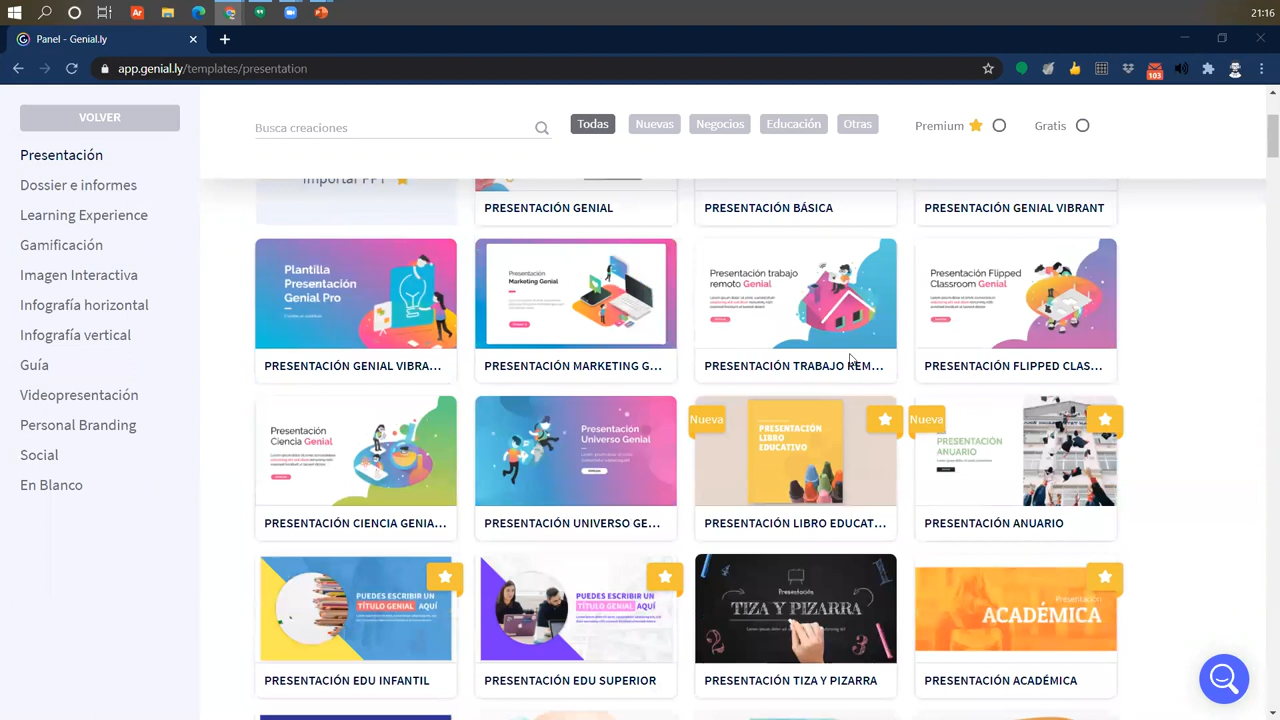 21:16
Panel - Genial.ly
app.genial.ly/templates/presentation
103
VOLVER
Presentación
Dossier e informes
Learning Experience
Gamificación
Imagen Interactiva
Infografía horizontal
Infografía vertical
Guía
Videopresentación
Personal Branding
Social
En Blanco
Busca creaciones
Todas
Nuevas
Negocios
Educación
Otras
Premium
Gratis
Importar PPT
PRESENTACIÓN GENIAL
PRESENTACIÓN BÁSICA
PRESENTACIÓN GENIAL VIBRANT
Plantilla
Presentación
Genial Pro
PRESENTACIÓN GENIAL VIBRA...
Presentación
Marketing Genial
PRESENTACIÓN MARKETING G...
Presentación trabajo
remoto Genial
PRESENTACIÓN TRABAJO REM...
Presentación Flipped
Classroom Genial
PRESENTACIÓN FLIPPED CLAS...
Presentación
Ciencia Genial
PRESENTACIÓN CIENCIA GENIA...
Presentación
Universo Genial
PRESENTACIÓN UNIVERSO GE...
Nueva
PRESENTACIÓN
LIBRO
EDUCATIVO
PRESENTACIÓN LIBRO EDUCAT...
Nueva
PRESENTACIÓN
ANUARIO
PRESENTACIÓN ANUARIO
PUEDES ESCRIBIR UN
TÍTULO GENIAL AQUÍ
PRESENTACIÓN EDU INFANTIL
PUEDES ESCRIBIR UN
TÍTULO GENIAL AQUÍ
PRESENTACIÓN EDU SUPERIOR
Presentación
TIZA Y PIZARRA
PRESENTACIÓN TIZA Y PIZARRA
Presentación
ACADÉMICA
PRESENTACIÓN ACADÉMICA